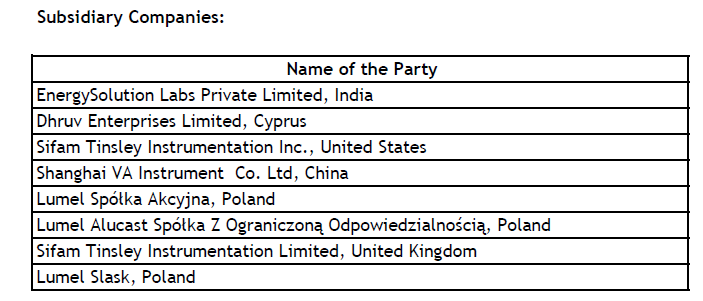 Subsidiary Companies:
Name of the Party
EnergySolution Labs Private Limited, India
Dhruv Enterprises Limited, Cyprus
Sifam Tinsley Instrumentation Inc., United States
Shanghai VA Instrument  Co. Ltd, China
Lumel Spółka Akcyjna, Poland
Lumel Alucast Spółka Z Ograniczoną Odpowiedzialnością, Poland
Sifam Tinsley Instrumentation Limited, United Kingdom
Lumel Slask, Poland